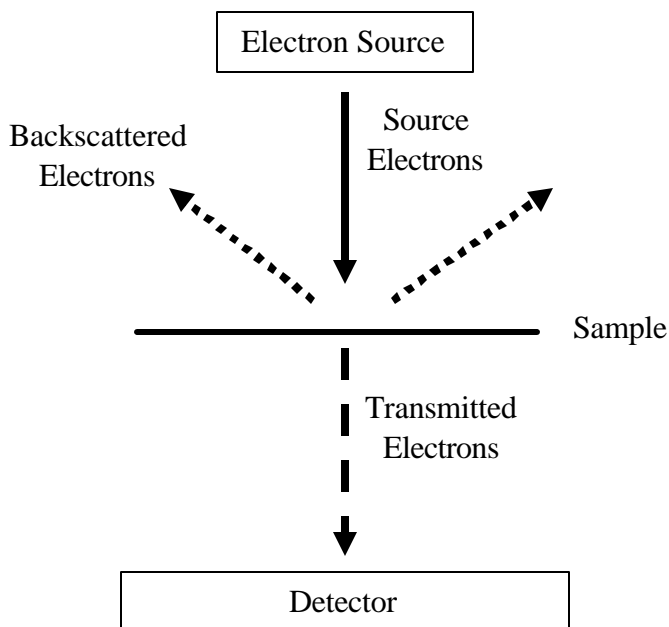 Electron Source
Backscattered
Electrons
Source
Electrons
Sample
Transmitted
Electrons
Detector